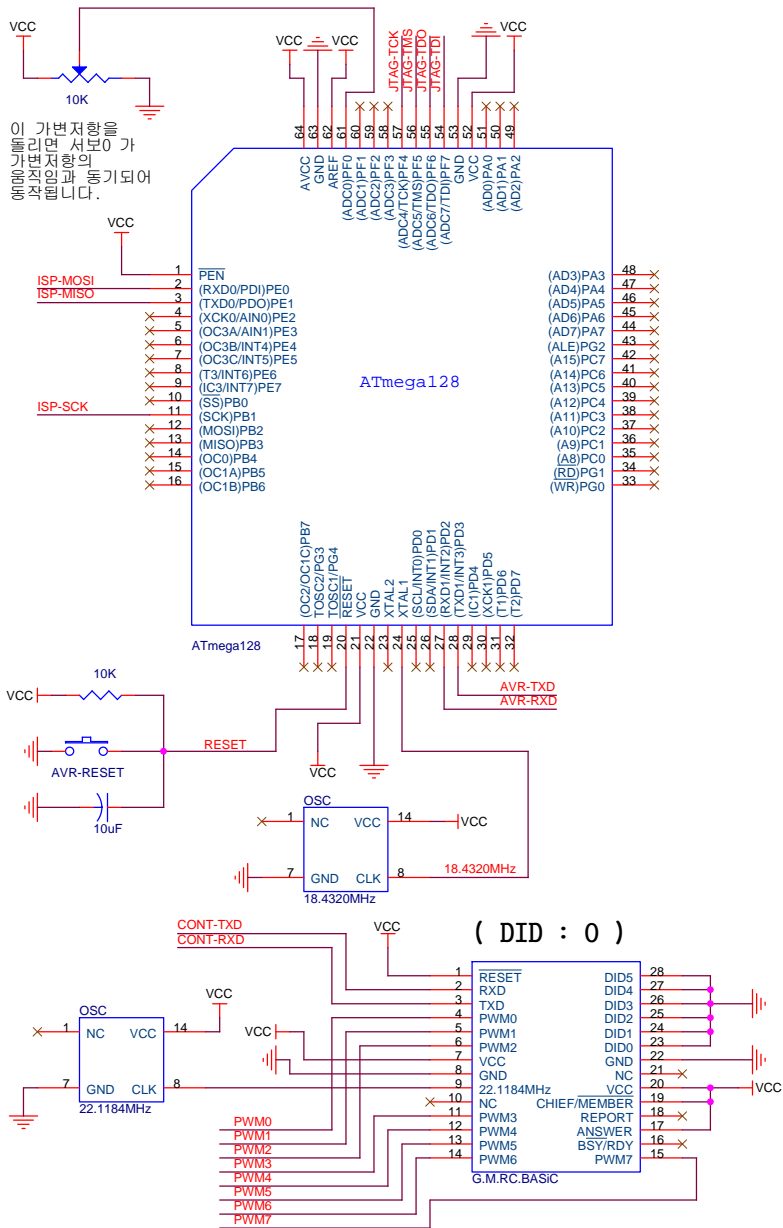 VCC
VCC
VCC
VCC
10K
이 가변저항을
돌리면 서보0 가
가변저항의
움직임과 동기되어
동작됩니다.
JTAG-TCK
JTAG-TMS
JTAG-TDO
JTAG-TDI
64
63
62
61
60
59
58
57
56
55
54
53
52
51
50
49
AVCC
GND
AREF
(ADC0)PF0
(ADC1)PF1
(ADC2)PF2
(ADC3)PF3
(ADC4/TCK)PF4
(ADC5/TMS)PF5
(ADC6/TDO)PF6
(ADC7/TDI)PF7
GND
VCC
(AD0)PA0
(AD1)PA1
(AD2)PA2
VCC
ISP-MOSI
ISP-MISO
ISP-SCK
1 PEN
2 (RXD0/PDI)PE0
3 (TXD0/PDO)PE1
4 (XCK0/AIN0)PE2
5 (OC3A/AIN1)PE3
6 (OC3B/INT4)PE4
7 (OC3C/INT5)PE5
8 (T3/INT6)PE6
9 (IC3/INT7)PE7
10 (SS)PB0
11 (SCK)PB1
12 (MOSI)PB2
13 (MISO)PB3
14 (OC0)PB4
15 (OC1A)PB5
16 (OC1B)PB6
ATmega128
(AD3)PA3 48
(AD4)PA4 47
(AD5)PA5 46
(AD6)PA6 45
(AD7)PA7 44
(ALE)PG2 43
(A15)PC7 42
(A14)PC6 41
(A13)PC5 40
(A12)PC4 39
(A11)PC3 38
(A10)PC2 37
(A9)PC1 36
(A8)PC0 35
(RD)PG1 34
(WR)PG0 33
(OC2/OC1C)PB7
TOSC2/PG3
TOSC1/PG4
RESET
VCC
GND
XTAL2
XTAL1
(SCL/INT0)PD0
(SDA/INT1)PD1
(RXD1/INT2)PD2
(TXD1/INT3)PD3
(IC1)PD4
(XCK1)PD5
(T1)PD6
(T2)PD7
17
18
19
20
21
22
23
24
25
26
27
28
29
30
31
32
ATmega128
10K
VCC
AVR-TXD
AVR-RXD
RESET
AVR-RESET
VCC
10uF
OSC
1 NC VCC 14
VCC
7 GND CLK 8
18.4320MHz
18.4320MHz
CONT-TXD
CONT-RXD
VCC
( DID : 0 )
OSC
VCC
1 NC VCC 14
7 GND CLK 8
22.1184MHz
VCC
1 RESET DID5 28
2 RXD DID4 27
3 TXD DID3 26
4 PWM0 DID2 25
5 PWM1 DID1 24
6 PWM2 DID0 23
7 VCC GND 22
8 GND NC 21
9 22.1184MHz VCC 20
10 NC CHIEF/MEMBER 19
11 PWM3 REPORT 18
12 PWM4 ANSWER 17
13 PWM5 BSY/RDY 16
14 PWM6 PWM7 15
VCC
G.M.RC.BASiC
PWM0
PWM1
PWM2
PWM3
PWM4
PWM5
PWM6
PWM7